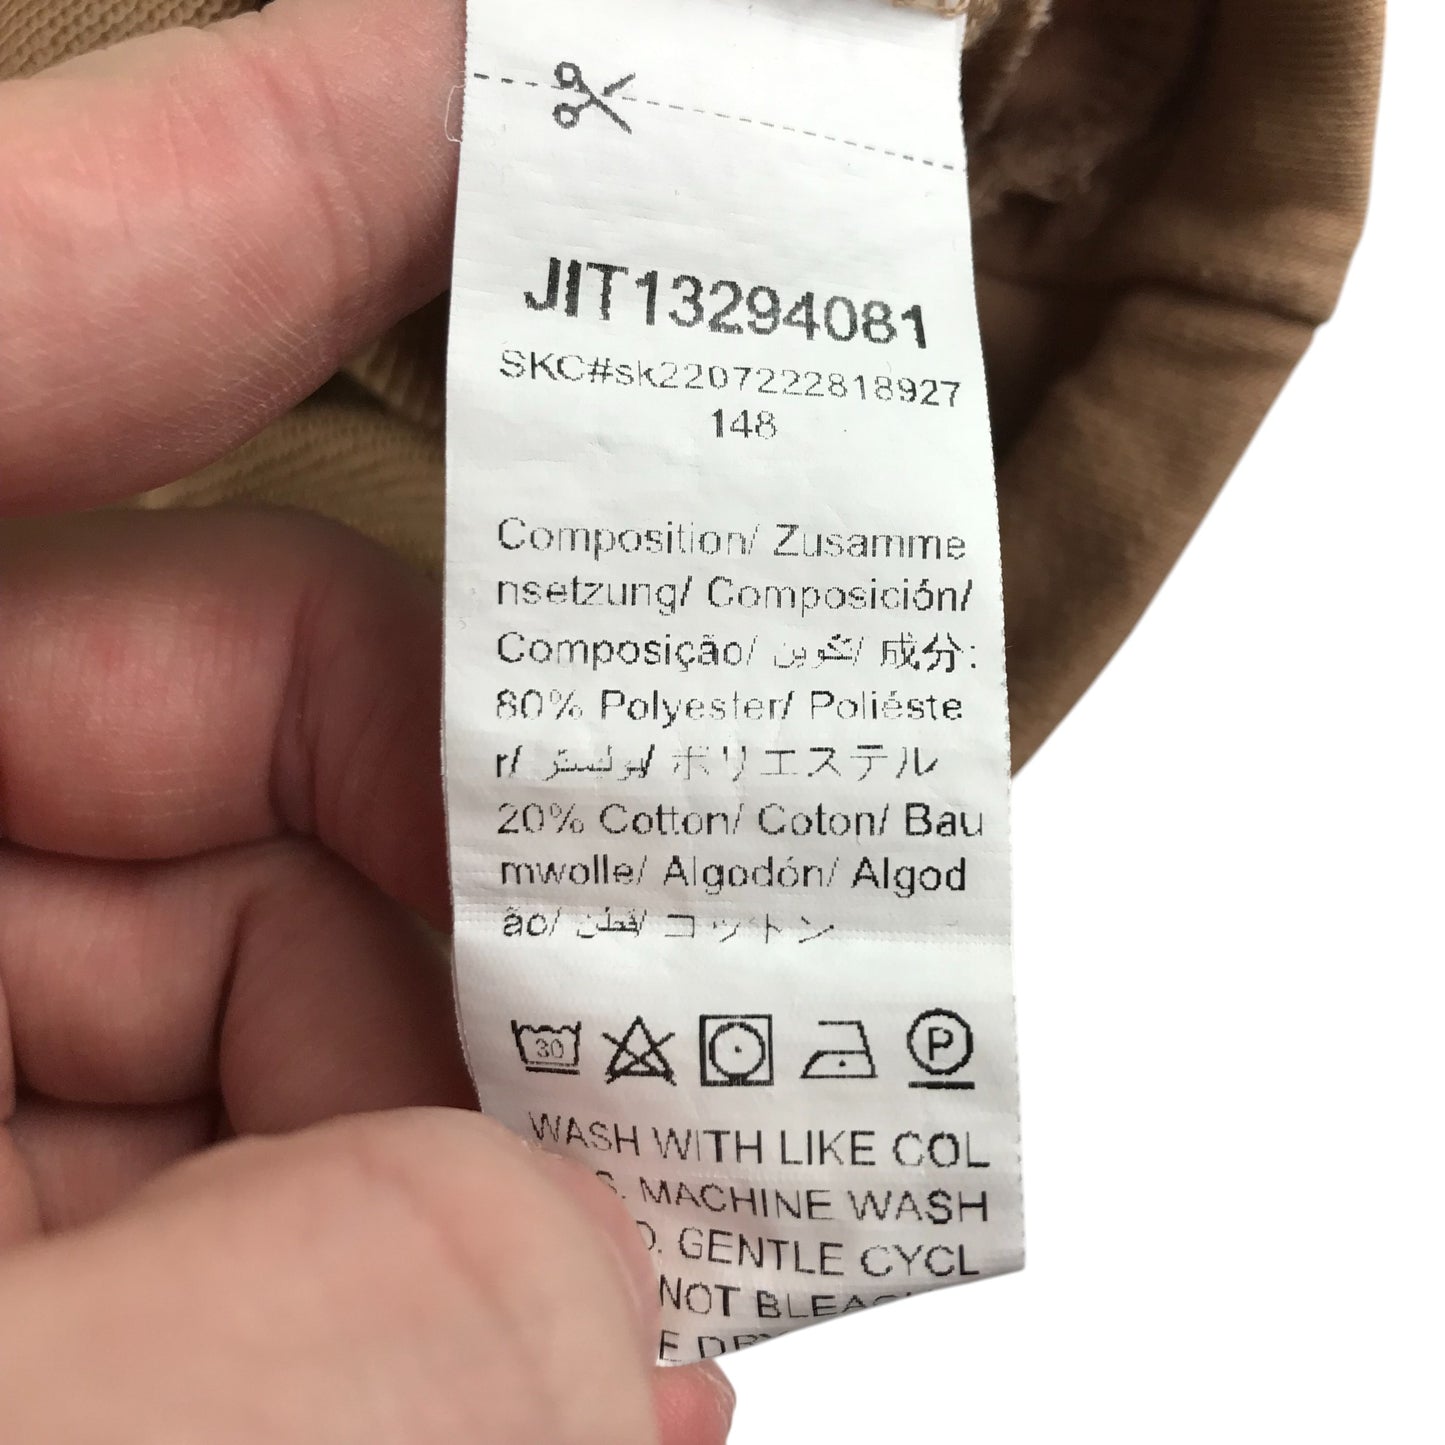 JIT13294081
SKC#sk2207222818927
148
Composition/ Zusamme
nsetzung/ Composición/
Composição/ تكوين/ 成分:
80% Polyester/ Poliéste
r/ بوليستر/ ポリエステル
20% Cotton/ Coton/ Bau
mwolle/ Algodón/ Algod
ão/ قطن/ コットン
30
P
WASH WITH LIKE COL
S. MACHINE WASH
D. GENTLE CYCL
NOT BLEAC
E DRY